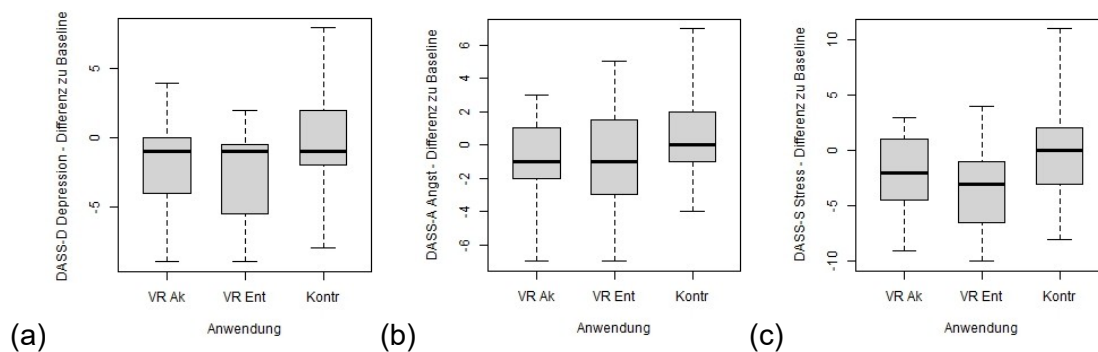 (a)
DASS-D Depression - Differenz zu Baseline
5
0
-5
VR Ak VR Ent Kontr
Anwendung
(b)
DASS-A Angst - Differenz zu Baseline
6
4
2
0
-2
-4
-6
VR Ak VR Ent Kontr
Anwendung
(c)
DASS-S Stress - Differenz zu Baseline
10
5
0
-5
-10
VR Ak VR Ent Kontr
Anwendung